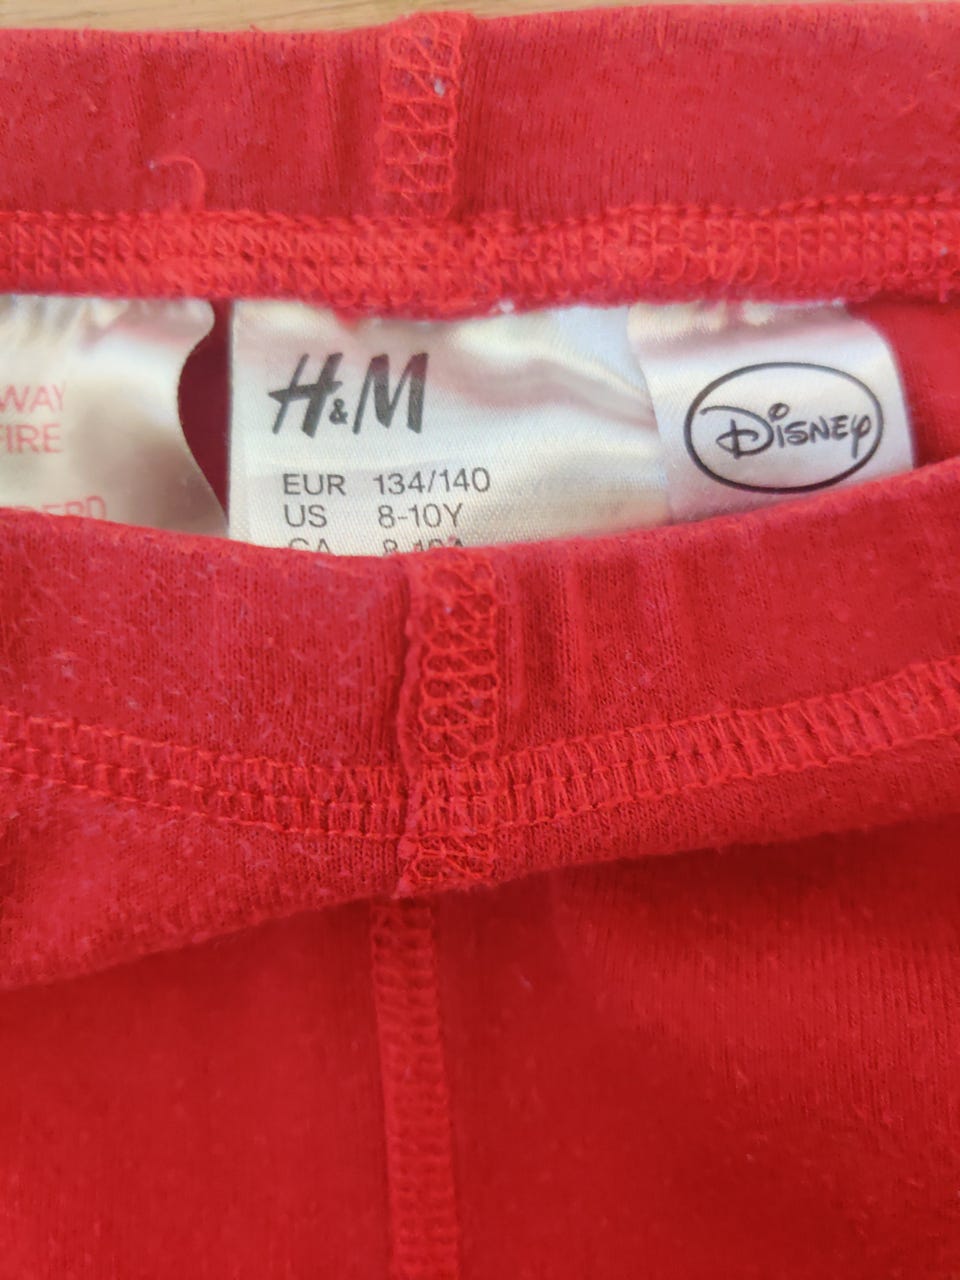 WAY
FIRE
H&M
EUR 134/140
US 8-10Y
Disney